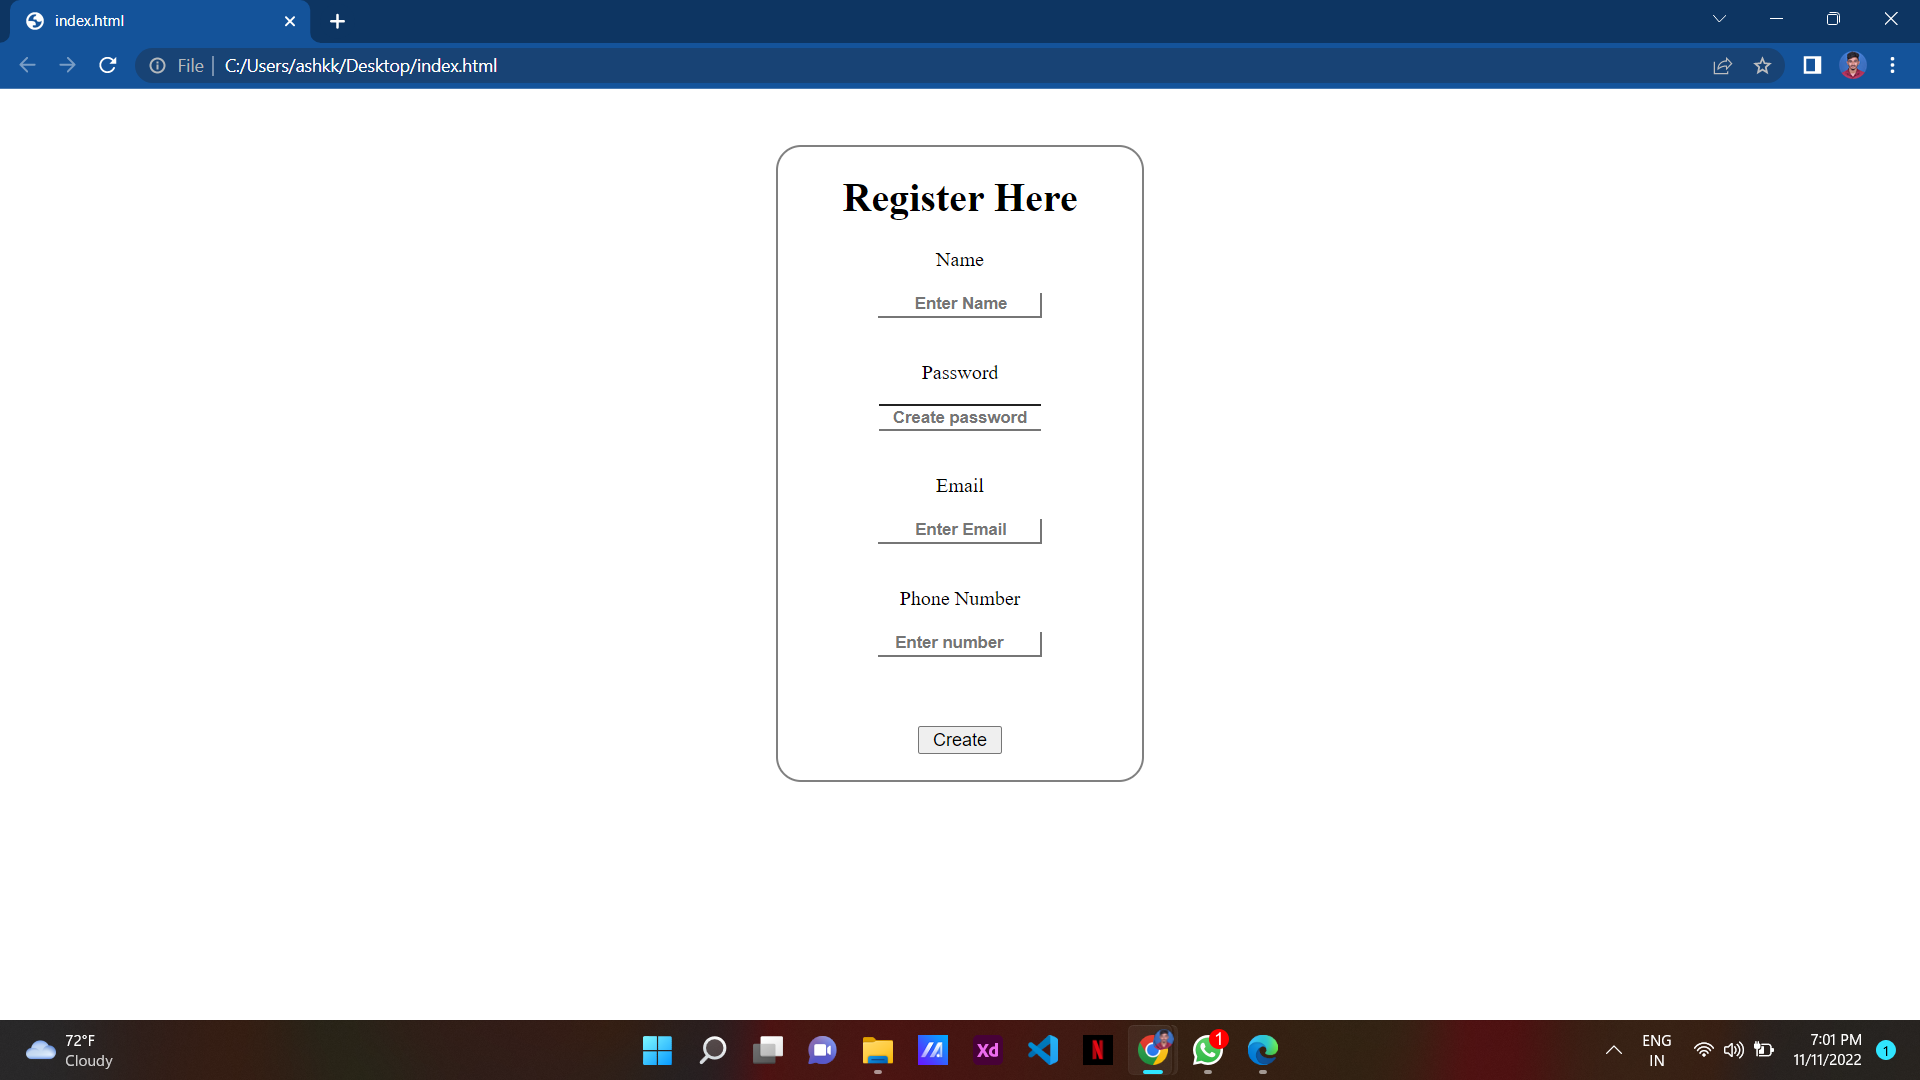 index.html
File | C:/Users/ashkk/Desktop/index.html
Register Here
Name
Enter Name
Password
Create password
Email
Enter Email
Phone Number
Enter number
Create
72°F
Cloudy
Xd
N
1
ENG
IN
7:01 PM
11/11/2022
1